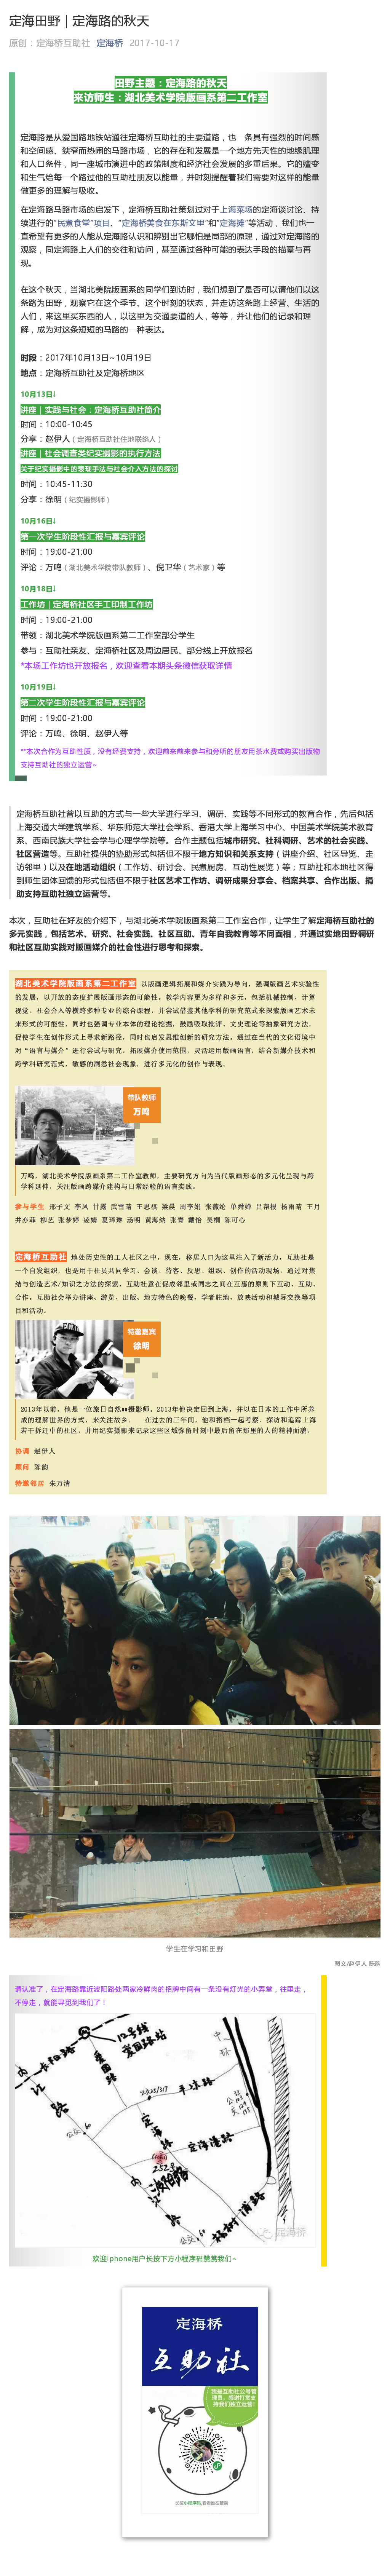 定海田野 | 定海路的秋天
原创：定海桥互助社 定海桥 2017-10-17
田野主题：定海路的秋天
来访师生：湖北美术学院版画系第二工作室
定海路是从爱国路地铁站通往定海桥互助社的主要道路，也一条具有强烈的时间感
和空间感、狭窄而热闹的马路市场，它的存在和发展是一个地方先天性的地缘肌理
和人口条件，同一座城市演进中的政策制度和经济社会发展的多重后果。它的嬗变
和生气给每一个路过他的互助社朋友以能量，并时刻提醒着我们需要对这样的能量
做更多的理解与吸收。
在定海路马路市场的启发下，定海桥互助社策划过对于上海菜场的定海谈讨论、持
续进行的“民煮食堂”项目、“定海桥美食在东斯文里”和“定海摊”等活动，我们也一
直希望有更多的人能从定海路认识和辨别出它哪怕是局部的原理，通过对定海路的
观察，同定海路上人们的交往和访问，甚至通过各种可能的表达手段的描摹与再
现。
在这个秋天，当湖北美院版画系的同学们到访时，我们想到了是否可以请他们以这
条路为田野，观察它在这个季节、这个时刻的状态，并走访这条路上经营、生活的
人们，来这里买东西的人，以这里为交通要道的人，等等，并让他们的记录和理
解，成为对这条短短的马路的一种表达。
时段：2017年10月13日~10月19日
地点：定海桥互助社及定海桥地区
10月13日↓
讲座 | 实践与社会：定海桥互助社简介
时间：10:00-10:45
分享：赵伊人（定海桥互助社住地联络人）
讲座 | 社会调查类纪实摄影的执行方法
关于纪实摄影中的表现手法与社会介入方法的探讨
时间：10:45-11:30
分享：徐明（纪实摄影师）
10月16日↓
第一次学生阶段性汇报与嘉宾评论
时间：19:00-21:00
评论：万鸣（湖北美术学院带队教师）、倪卫华（艺术家）等
10月18日↓
工作坊 | 定海桥社区手工印制工作坊
时间：19:00-21:00
带领：湖北美术学院版画系第二工作室部分学生
参与：互助社亲友、定海桥社区及周边居民、部分线上开放报名
*本场工作坊也开放报名，欢迎查看本期头条微信获取详情
10月19日↓
第二次学生阶段性汇报与嘉宾评论
时间：19:00-21:00
评论：万鸣、徐明、赵伊人等
**本次合作为互助性质，没有经费支持，欢迎前来前来参与和旁听的朋友用茶水费或购买出版物
支持互助社的独立运营~
定海桥互助社曾以互助的方式与一些大学进行学习、调研、实践等不同形式的教育合作，先后包括
上海交通大学建筑学系、华东师范大学社会学系、香港大学上海学习中心、中国美术学院美术教育
系、西南民族大学社会学与心理学学院等。合作主题包括城市研究、社科调研、艺术的社会实践、
社区营造等。互助社提供的协助形式包括但不限于地方知识和关系支持（讲座介绍、社区导览、走
访邻里）以及在地活动组织（工作坊、研讨会、民煮厨房、互动性展览）等；互助社和本地社区得
到师生团体回馈的形式包括但不限于社区艺术工作坊、调研成果分享会、档案共享、合作出版、捐
助支持互助社独立运营等。
本次，互助社在好友的介绍下，与湖北美术学院版画系第二工作室合作，让学生了解定海桥互助社的
多元实践，包括艺术、研究、社会实践、社区互助、青年自我教育等不同面相，并通过实地田野调研
和社区互助实践对版画媒介的社会性进行思考和探索。
湖北美术学院版画系第二工作室 以版画逻辑拓展和媒介实践为导向，强调版画艺术实验性
的发展，以开放的态度扩展版画形态的可能性，教学内容更为多样和多元，包括机械控制、计算
视觉、社会介入等横跨多种专业的综合课程，并尝试借鉴其他学科的研究范式来探索版画艺术未
来形式的可能性，同时也强调专业本体的理论挖掘，鼓励吸取批评、文史理论等抽象研究方法，
促使学生在创作形式上寻求新路径，同时也启发思维创新的研究方法，通过在当代的文化语境中
对“语言与媒介”进行尝试与研究，拓展媒介使用范围，灵活运用版画语言，结合新媒介技术和
跨学科研究范式，敏感的洞悉社会现象，进行多元化的创作与表现。
带队教师
万鸣
万鸣，湖北美术学院版画系第二工作室教师，主要研究方向为当代版画形态的多元化呈现与跨
学科延伸，关注版画跨媒介建构与日常经验的语言实践。
参与学生 邢子文 李风 甘露 武雪晴 王思祺 梁晨 周李娟 张薇纶 单舜婵 吕帮根 杨雨晴 王月
井亦菲 柳艺 张梦婷 凌婧 夏璋琳 汤明 黄海纳 张青 戴怡 吴桐 陈可心
定海桥互助社 地处历史性的工人社区之中，现在，移居人口为这里注入了新活力。互助社是
一个自发组织，也是用于社员共同学习、会谈、待客、反思、组织、创作的活动现场。通过对集
结与创造艺术/知识之方法的探索，互助社意在促成邻里或同志之间在互惠的原则下互动、互助、
合作。互助社会举办讲座，游览、出版、地方特色的晚餐，学者驻地、放映活动和城际交换等项
目和活动。
特邀嘉宾
徐明
2013年以前，他是一位旅日自然■■摄影师。2013年他决定回到上海，并以在日本的工作中所养
成的理解世界的方式，来关注故乡。 在过去的三年间，他和搭档一起考察、探访和追踪上海
若干拆迁中的社区，并用纪实摄影来记录这些区域弥留时刻中最后留在那里的人的精神面貌。
协调 赵伊人
顾问 陈韵
特邀邻居 朱万清
学生在学习和田野
图文/赵伊人 陈韵
请认准了，在定海路靠近波阳路处两家冷鲜肉的招牌中间有一条没有灯光的小弄堂，往里走，
不停走，就能寻觅到我们了！
12号线
爱国路站
平凉路
定海路
定海港路
252号
波阳路
定海桥
欢迎iphone用户长按下方小程序码赞赏我们~
定海桥
互助社
我是互助社公号管
理员，感谢打赏支
持我们独立运营！
长按小程序码，看看谁在赞赏